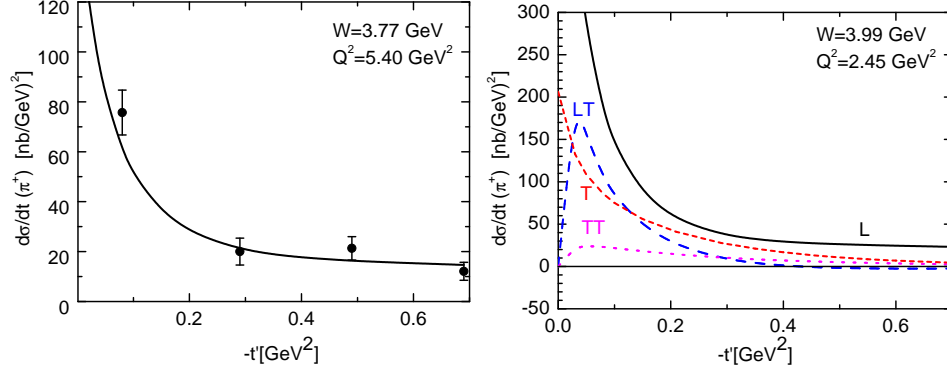 W=3.77 GeV
Q²=5.40 GeV²
dσ/dt (π⁺) [nb/GeV)²]
120
100
80
60
40
20
0
0.2
0.4
0.6
-t'[GeV²]
W=3.99 GeV
Q²=2.45 GeV²
dσ/dt (π⁺) [nb/GeV)²]
300
250
200
150
100
50
0
-50
LT
T
TT
L
0.0
0.2
0.4
0.6
-t'[GeV²]